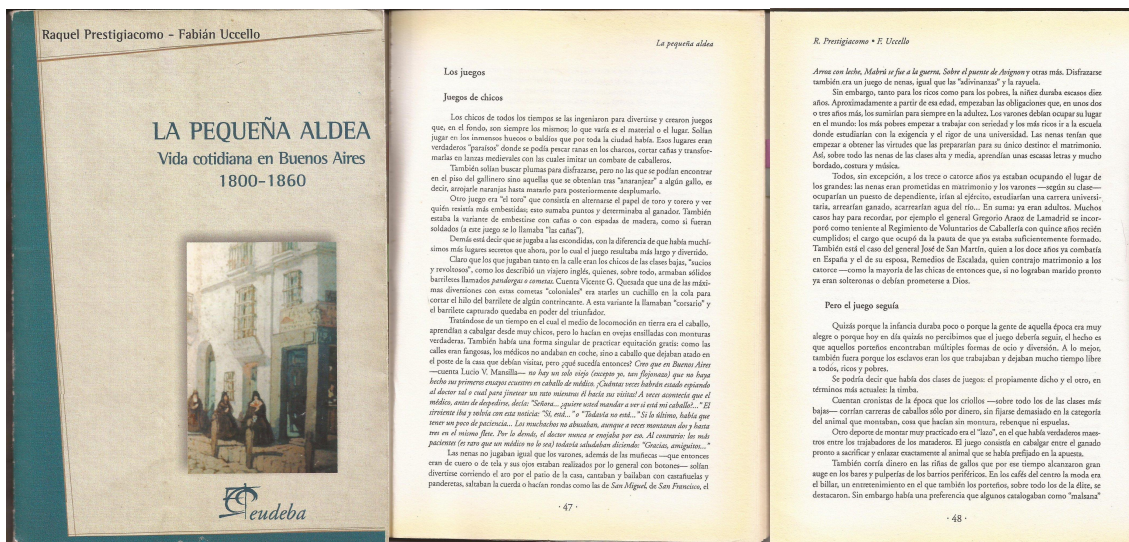 Raquel Prestigiacomo - Fabián Uccello
LA PEQUEÑA ALDEA
Vida cotidiana en Buenos Aires
1800-1860
eudeba
La pequeña aldea
Los juegos
Juegos de chicos
Los chicos de todos los tiempos se las ingeniaron para divertirse y crearon juegos
que, en el fondo, son siempre los mismos; lo que varía es el material o el lugar. Solían
jugar en los inmensos huecos o baldíos que por toda la ciudad había. Esos lugares eran
verdaderos "paraísos" donde se podía pescar ranas en los charcos, cortar cañas y transfor-
marlas en lanzas medievales con las cuales imitar un combate de caballeros.
También solían buscar plumas para disfrazarse, pero no las que se podían encontrar
en el piso del gallinero sino aquellas que se obtenían tras "anaranjear" a algún gallo, es
decir, arrojarle naranjas hasta matarlo para posteriormente desplumarlo.
Otro juego era "el toro" que consistía en alternarse el papel de toro y torero y ver
quién resistía más embestidas; esto sumaba puntos y determinaba al ganador. También
estaba la variante de embestirse con cañas o con espadas de madera, como si fueran
soldados (a este juego se lo llamaba "las cañas").
Demás está decir que se jugaba a las escondidas, con la diferencia de que había muchí-
simos más lugares secretos que ahora, por lo cual el juego resultaba más largo y divertido.
Claro que los que jugaban tanto en la calle eran los chicos de las clases bajas, "sucios
y revoltosos", como los describió un viajero inglés, quienes, sobre todo, armaban sólidos
barriletes llamados pandorgas o cometas. Cuenta Vicente G. Quesada que una de las máxi-
mas diversiones con estas cometas "coloniales" era atarles un cuchillo en la cola para
cortar el hilo del barrilete de algún contrincante. A esta variante la llamaban "corsario" y
el barrilete capturado quedaba en poder del triunfador.
Tratándose de un tiempo en el cual el medio de locomoción en tierra era el caballo,
aprendían a cabalgar desde muy chicos, pero lo hacían en ovejas ensilladas con monturas
verdaderas. También había una forma singular de practicar equitación gratis: como las
calles eran fangosas, los médicos no andaban en coche, sino a caballo que dejaban atado en
el poste de la casa que debían visitar, pero ¿qué sucedía entonces? Creo que en Buenos Aires
—cuenta Lucio V. Mansilla— no hay un solo viejo (excepto yo, tan flojonazo) que no haya
hecho sus primeros ensayos ecuestres en caballo de médico. ¡Cuántas veces habrán estado espiando
al doctor tal o cual para jinetear un rato mientras él hacía sus visitas! A veces acontecía que el
médico, antes de despedirse, decía: "Señora... ¿quiere usted mandar a ver si está mi caballo?..." El
sirviente iba y volvía con esta noticia: "Sí, está..." o "Todavía no está..." Si lo último, había que
tener un poco de paciencia... Los muchachos no abusaban, aunque a veces montaban dos y hasta
tres en el mismo flete. Por lo demás, el doctor nunca se enojaba por eso. Al contrario: los más
pacientes (es raro que un médico no lo sea) todavía saludaban diciendo: "Gracias, amiguitos..."
Las nenas no jugaban igual que los varones, además de las muñecas —que entonces
eran de cuero o de tela y sus ojos estaban realizados por lo general con botones— solían
divertirse corriendo el aro por el patio de la casa, cantaban y bailaban con castañuelas y
panderetas, saltaban la cuerda o hacían rondas como las de San Miguel, de San Francisco, el
· 47 ·
R. Prestigiacomo • F. Uccello
Arroz con leche, Mabrú se fue a la guerra, Sobre el puente de Avignon y otras más. Disfrazarse
también era un juego de nenas, igual que las "adivinanzas" y la rayuela.
Sin embargo, tanto para los ricos como para los pobres, la niñez duraba escasos diez
años. Aproximadamente a partir de esa edad, empezaban las obligaciones que, en unos dos
o tres años más, los sumirían para siempre en la adultez. Los varones debían ocupar su lugar
en el mundo: los más pobres empezar a trabajar con seriedad y los más ricos ir a la escuela
donde estudiarían con la exigencia y el rigor de una universidad. Las nenas tenían que
empezar a obtener las virtudes que las prepararían para su único destino: el matrimonio.
Así, sobre todo las nenas de las clases alta y media, aprendían unas escasas letras y mucho
bordado, costura y música.
Todos, sin excepción, a los trece o catorce años ya estaban ocupando el lugar de
los grandes: las nenas eran prometidas en matrimonio y los varones —según su clase—
ocuparían un puesto de dependiente, irían al ejército, estudiarían una carrera universi-
taria, arrearían ganado, acarrearían agua del río... En suma: ya eran adultos. Muchos
casos hay para recordar, por ejemplo el general Gregorio Araoz de Lamadrid se incor-
poró como teniente al Regimiento de Voluntarios de Caballería con quince años recién
cumplidos; el cargo que ocupó da la pauta de que ya estaba suficientemente formado.
También está el caso del general José de San Martín, quien a los doce años ya combatía
en España y el de su esposa, Remedios de Escalada, quien contrajo matrimonio a los
catorce —como la mayoría de las chicas de entonces que, si no lograban marido pronto
ya eran solteronas o debían prometerse a Dios.
Pero el juego seguía
Quizás porque la infancia duraba poco o porque la gente de aquella época era muy
alegre o porque hoy en día quizás no percibimos que el juego debería seguir, el hecho es
que aquellos porteños encontraban múltiples formas de ocio y diversión. A lo mejor,
también fuera porque los esclavos eran los que trabajaban y dejaban mucho tiempo libre
a todos, ricos y pobres.
Se podría decir que había dos clases de juegos: el propiamente dicho y el otro, en
términos más actuales: la timba.
Cuentan cronistas de la época que los criollos —sobre todo los de las clases más
bajas— corrían carreras de caballos sólo por dinero, sin fijarse demasiado en la categoría
del animal que montaban, cosa que hacían sin montura, rebenque ni espuelas.
Otro deporte de montar muy practicado era el "lazo", en el que había verdaderos maes-
tros entre los trabajadores de los mataderos. El juego consistía en cabalgar entre el ganado
pronto a sacrificar y enlazar exactamente al animal que se había prefijado en la apuesta.
También corría dinero en las riñas de gallos que por ese tiempo alcanzaron gran
auge en los bares y pulperías de los barrios periféricos. En los cafés del centro la moda era
el billar, un entretenimiento en el que también los porteños, sobre todo los de la élite, se
destacaron. Sin embargo había una preferencia que algunos catalogaban como "malsana"
· 48 ·